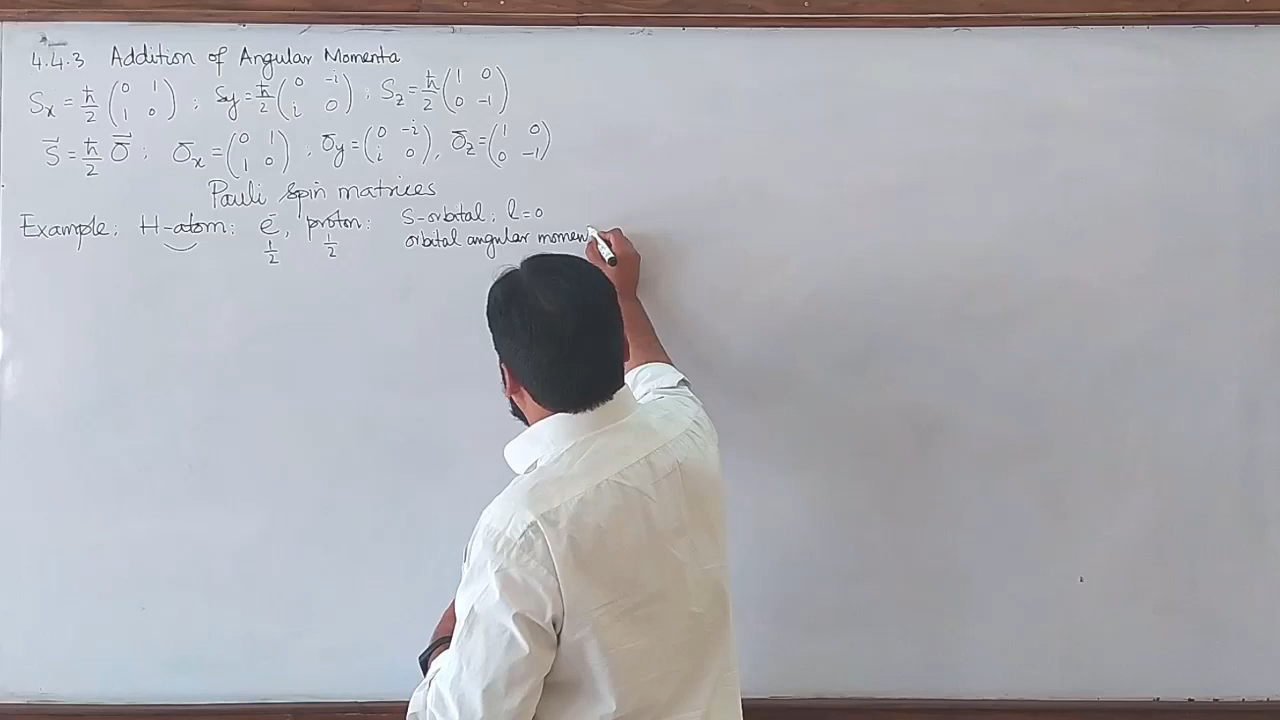 4.4.3 Addition of Angular Momenta
Sx = ħ/2 (0 1 1 0) ; Sy = ħ/2 (0 -i i 0) ; Sz = ħ/2 (1 0 0 -1)
S⃗ = ħ/2 σ⃗ ; σx = (0 1 1 0) , σy = (0 -i i 0) , σz = (1 0 0 -1)
Pauli spin matrices
Example: H-atom: e⁻ 1/2, proton 1/2 : S-orbital; l=0
orbital angular momen